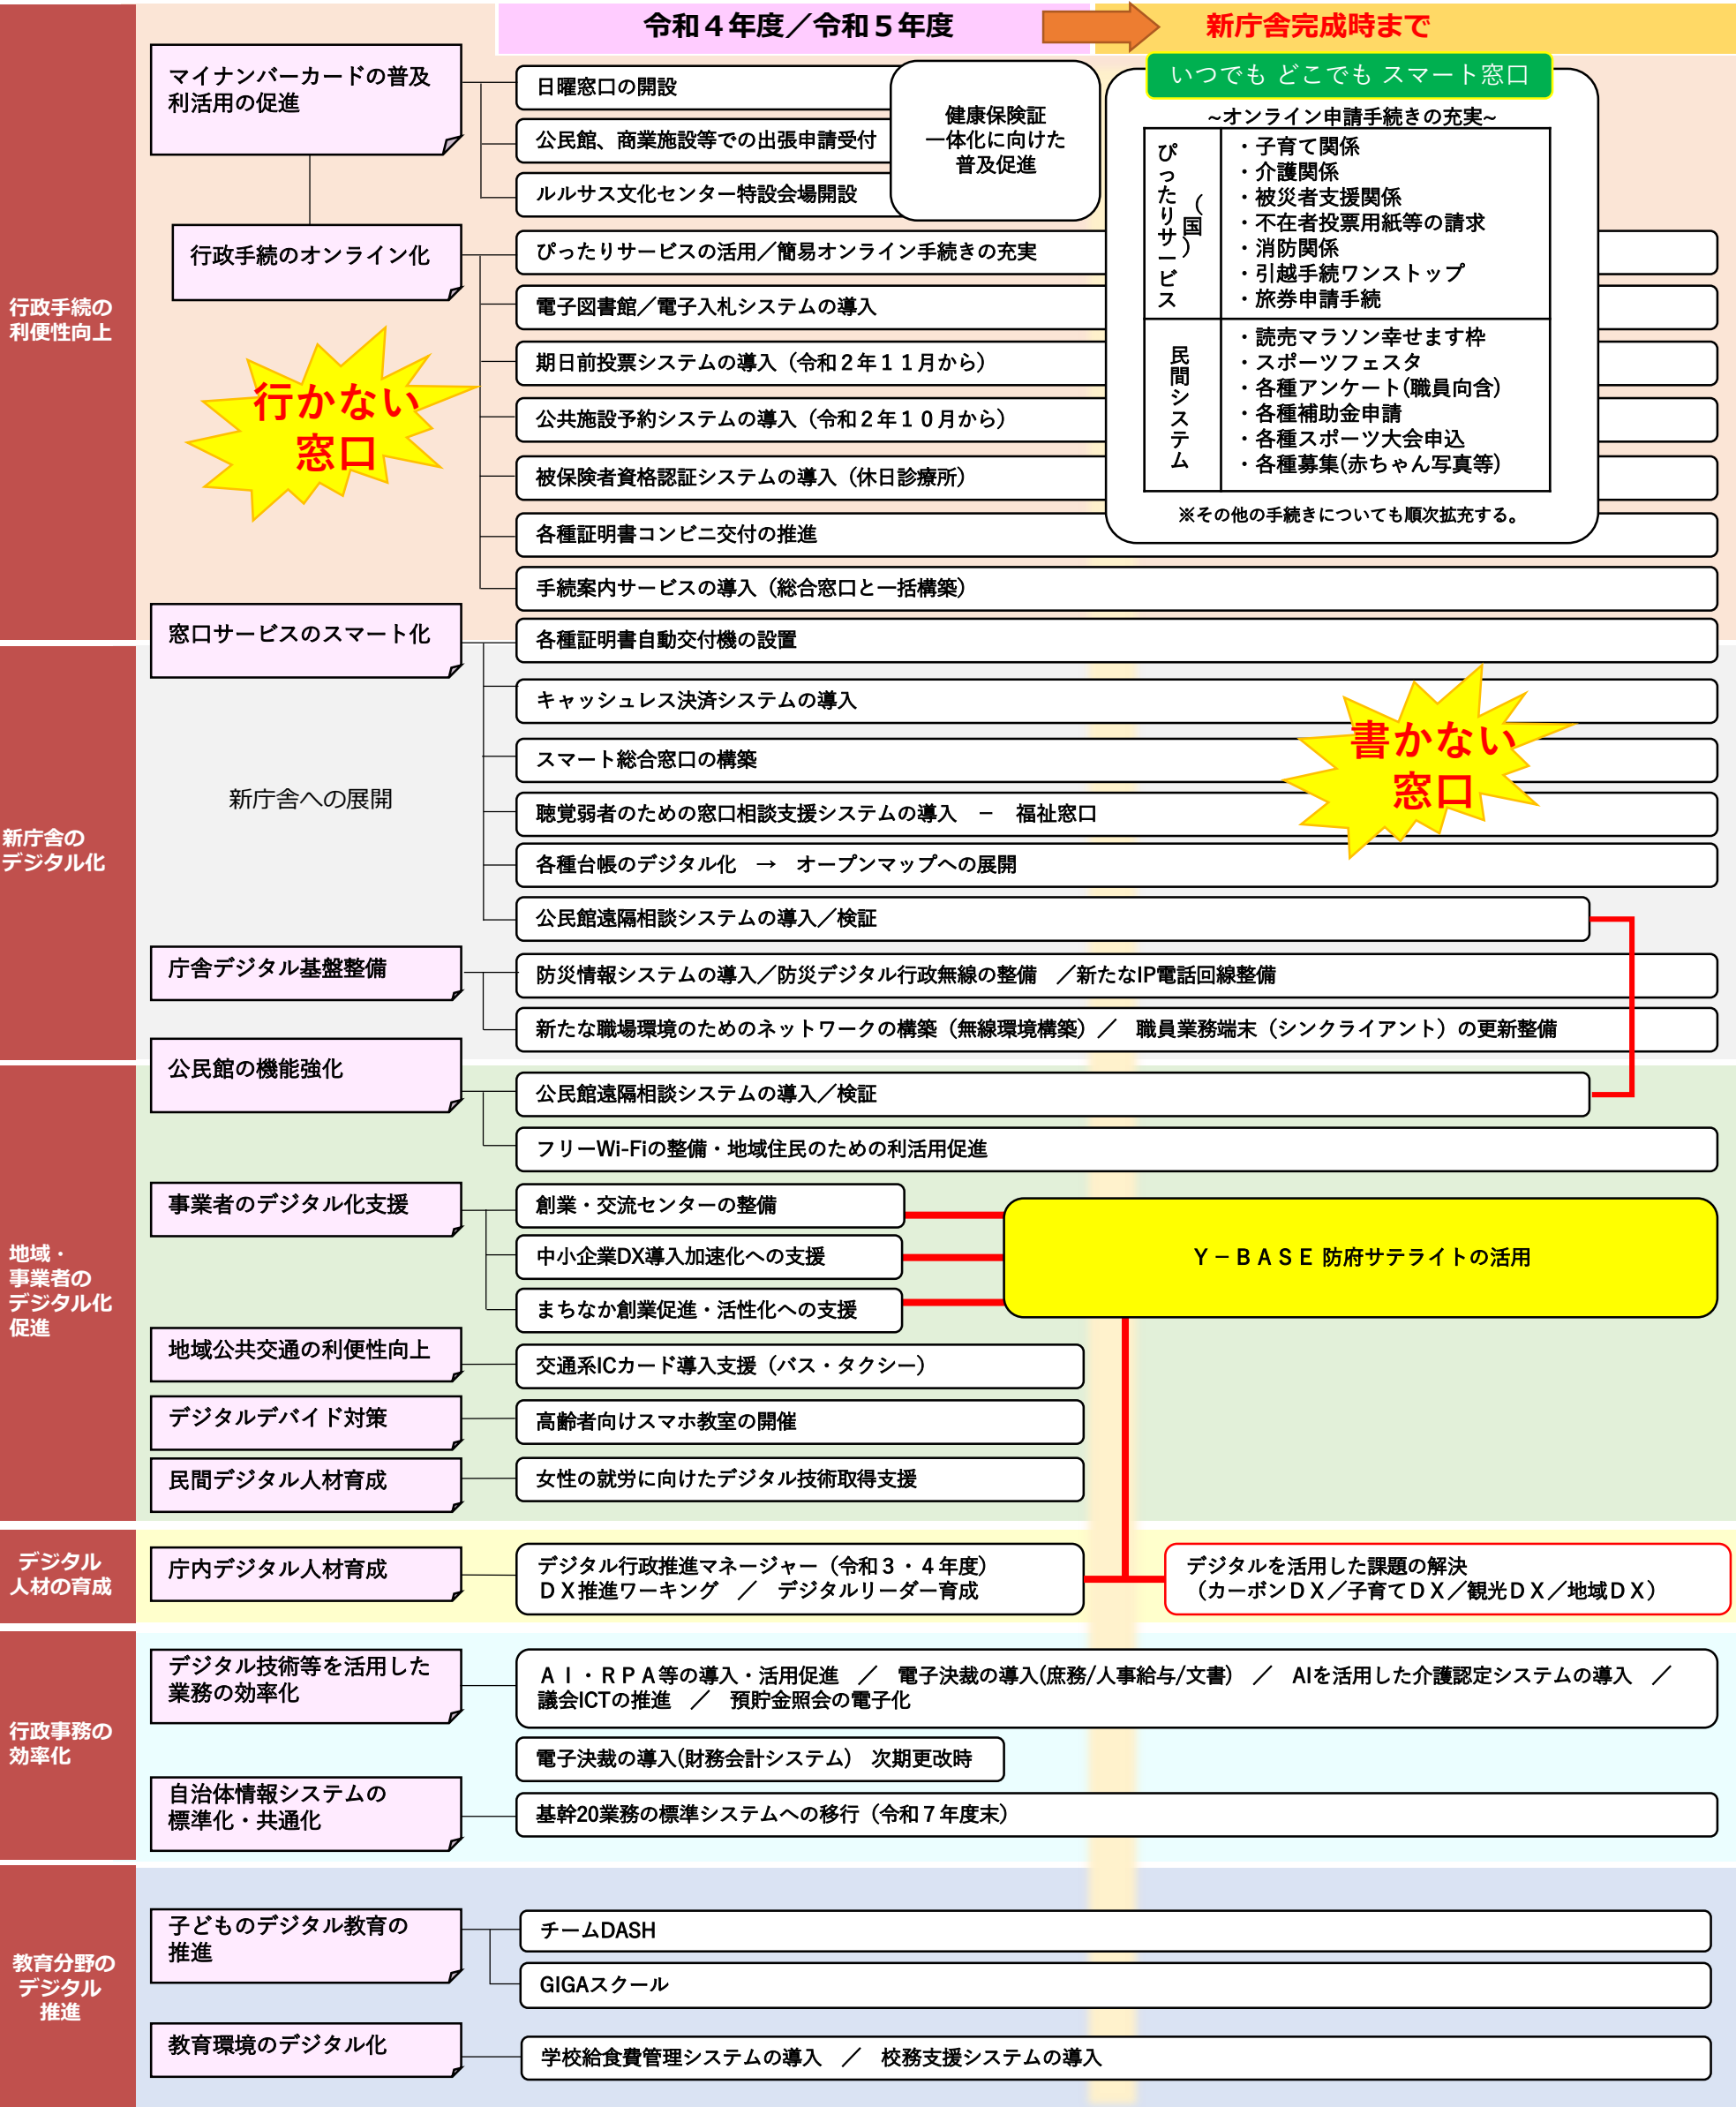 令和４年度／令和５年度
新庁舎完成時まで
行政手続の
利便性向上
マイナンバーカードの普及
利活用の促進
日曜窓口の開設
公民館、商業施設等での出張申請受付
ルルサス文化センター特設会場開設
健康保険証
一体化に向けた
普及促進
行政手続のオンライン化
ぴったりサービスの活用／簡易オンライン手続きの充実
電子図書館／電子入札システムの導入
期日前投票システムの導入（令和２年１１月から）
公共施設予約システムの導入（令和２年１０月から）
被保険者資格認証システムの導入（休日診療所）
各種証明書コンビニ交付の推進
手続案内サービスの導入（総合窓口と一括構築）
行かない
窓口
いつでも どこでも スマート窓口
~オンライン申請手続きの充実~
ぴったりサービス
（国）
・子育て関係
・介護関係
・被災者支援関係
・不在者投票用紙等の請求
・消防関係
・引越手続ワンストップ
・旅券申請手続
民間システム
・読売マラソン幸せます枠
・スポーツフェスタ
・各種アンケート(職員向含)
・各種補助金申請
・各種スポーツ大会申込
・各種募集(赤ちゃん写真等)
※その他の手続きについても順次拡充する。
窓口サービスのスマート化
各種証明書自動交付機の設置
キャッシュレス決済システムの導入
スマート総合窓口の構築
聴覚弱者のための窓口相談支援システムの導入　－　福祉窓口
各種台帳のデジタル化　→　オープンマップへの展開
公民館遠隔相談システムの導入／検証
書かない
窓口
新庁舎への展開
新庁舎の
デジタル化
庁舎デジタル基盤整備
防災情報システムの導入／防災デジタル行政無線の整備　／新たなIP電話回線整備
新たな職場環境のためのネットワークの構築（無線環境構築）／　職員業務端末（シンクライアント）の更新整備
公民館の機能強化
公民館遠隔相談システムの導入／検証
フリーWi-Fiの整備・地域住民のための利活用促進
地域・
事業者の
デジタル化
促進
事業者のデジタル化支援
創業・交流センターの整備
中小企業DX導入加速化への支援
まちなか創業促進・活性化への支援
Ｙ－ＢＡＳＥ 防府サテライトの活用
地域公共交通の利便性向上
交通系ICカード導入支援（バス・タクシー）
デジタルデバイド対策
高齢者向けスマホ教室の開催
民間デジタル人材育成
女性の就労に向けたデジタル技術取得支援
デジタル
人材の育成
庁内デジタル人材育成
デジタル行政推進マネージャー（令和３・４年度）
ＤＸ推進ワーキング　／　デジタルリーダー育成
デジタルを活用した課題の解決
（カーボンＤＸ／子育てＤＸ／観光ＤＸ／地域ＤＸ）
行政事務の
効率化
デジタル技術等を活用した
業務の効率化
ＡＩ・ＲＰＡ等の導入・活用促進　／　電子決裁の導入(庶務/人事給与/文書)　／　AIを活用した介護認定システムの導入　／
議会ICTの推進　／　預貯金照会の電子化
電子決裁の導入(財務会計システム)　次期更改時
自治体情報システムの
標準化・共通化
基幹20業務の標準システムへの移行（令和７年度末）
教育分野の
デジタル
推進
子どものデジタル教育の
推進
チームDASH
GIGAスクール
教育環境のデジタル化
学校給食費管理システムの導入　／　校務支援システムの導入